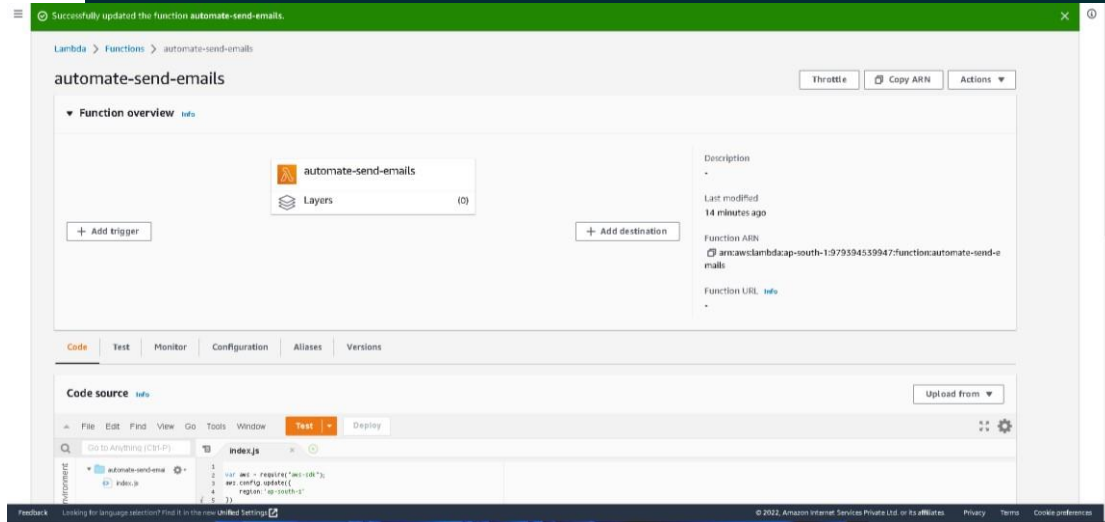 Successfully updated the function automate-send-emails.
Lambda > Functions > automate-send-emails
automate-send-emails
Throttle
Copy ARN
Actions
Function overview Info
automate-send-emails
Layers (0)
+ Add trigger
+ Add destination
Description
-
Last modified
14 minutes ago
Function ARN
arn:aws:lambda:ap-south-1:979394539947:function:automate-send-e
mails
Function URL Info
-
Code Test Monitor Configuration Aliases Versions
Code source Info
Upload from
File Edit Find View Go Tools Window Test Deploy
Go to Anything (Ctrl-P)
index.js
automate-send-emai
index.js
1
2 var aws = require("aws-sdk");
3 aws.config.update({
4 region:'ap-south-1'
5 })
Feedback Looking for language selection? Find it in the new Unified Settings
© 2022, Amazon Internet Services Private Ltd. or its affiliates. Privacy Terms Cookie preferences